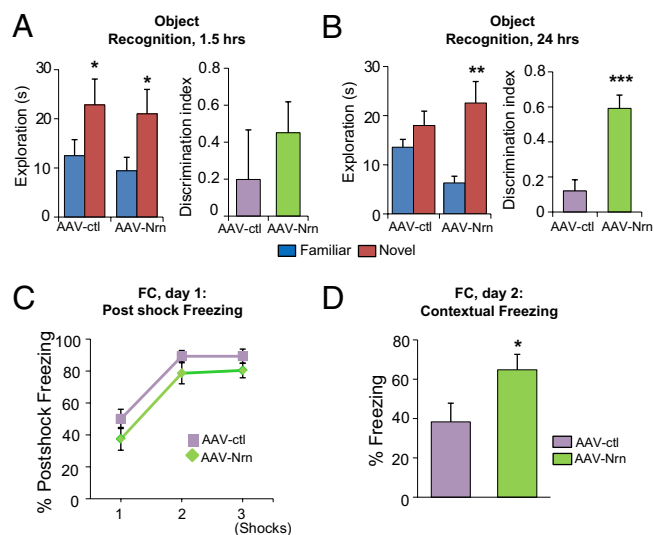 A
Object
Recognition, 1.5 hrs
Exploration (s)
30
20
10
0
*
*
AAV-ctl
AAV-Nrn
Discrimination index
0.8
0.6
0.4
0.2
0
AAV-ctl
AAV-Nrn
B
Object
Recognition, 24 hrs
Exploration (s)
30
20
10
0
**
AAV-ctl
AAV-Nrn
Discrimination index
0.8
0.6
0.4
0.2
0
***
AAV-ctl
AAV-Nrn
Familiar
Novel
C
FC, day 1:
Post shock Freezing
% Postshock Freezing
100
80
60
40
20
0
1
2
3
(Shocks)
AAV-ctl
AAV-Nrn
D
FC, day 2:
Contextual Freezing
% Freezing
80
60
40
20
0
*
AAV-ctl
AAV-Nrn